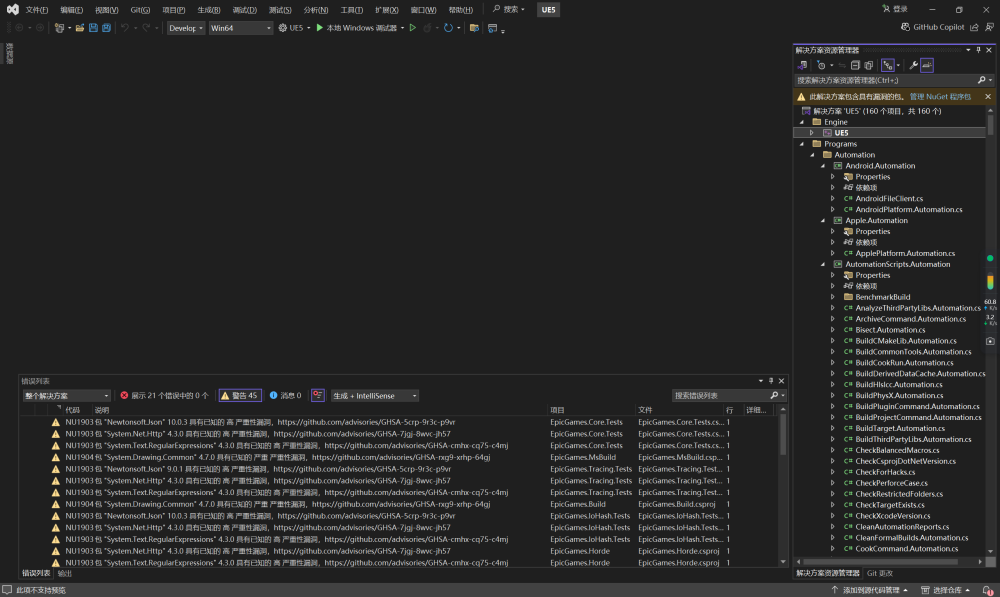 文件(F) 编辑(E) 视图(V) Git(G) 项目(P) 生成(B) 调试(D) 测试(S) 分析(N) 工具(T) 扩展(X) 窗口(W) 帮助(H) 搜索 UE5 登录
Develop Win64 UE5 本地 Windows 调试器 GitHub Copilot
解决方案资源管理器
搜索解决方案资源管理器(Ctrl+;)
此解决方案包含具有漏洞的包。 管理 NuGet 程序包
解决方案 'UE5' (160 个项目，共 160 个)
Engine
UE5
Programs
Automation
Android.Automation
Properties
依赖项
AndroidFileClient.cs
AndroidPlatform.Automation.cs
Apple.Automation
Properties
依赖项
ApplePlatform.Automation.cs
AutomationScripts.Automation
Properties
依赖项
BenchmarkBuild
AnalyzeThirdPartyLibs.Automation.cs
ArchiveCommand.Automation.cs
Bisect.Automation.cs
BuildCMakeLib.Automation.cs
BuildCommonTools.Automation.cs
BuildCookRun.Automation.cs
BuildDerivedDataCache.Automation.cs
BuildHlslcc.Automation.cs
BuildPhysX.Automation.cs
BuildPluginCommand.Automation.cs
BuildProjectCommand.Automation.cs
BuildTarget.Automation.cs
BuildThirdPartyLibs.Automation.cs
CheckBalancedMacros.cs
CheckCsprojDotNetVersion.cs
CheckForHacks.cs
CheckPerforceCase.cs
CheckRestrictedFolders.cs
CheckTargetExists.cs
CheckXcodeVersion.cs
CleanAutomationReports.cs
CleanFormalBuilds.Automation.cs
CookCommand.Automation.cs
60.8
K/s
3.2
K/s
解决方案资源管理器 Git 更改
错误列表
整个解决方案 展示 21 个错误中的 0 个 警告 45 消息 0 生成 + IntelliSense 搜索错误列表
代码 说明 项目 文件 行 详细...
NU1903 包 "Newtonsoft.Json" 10.0.3 具有已知的 高 严重性漏洞，https://github.com/advisories/GHSA-5crp-9r3c-p9vr EpicGames.Core.Tests EpicGames.Core.Tests.cs... 1
NU1903 包 "System.Net.Http" 4.3.0 具有已知的 高 严重性漏洞，https://github.com/advisories/GHSA-7jgj-8wvc-jh57 EpicGames.Core.Tests EpicGames.Core.Tests.cs... 1
NU1903 包 "System.Text.RegularExpressions" 4.3.0 具有已知的 高 严重性漏洞，https://github.com/advisories/GHSA-cmhx-cq75-c4mj EpicGames.Core.Tests EpicGames.Core.Tests.cs... 1
NU1904 包 "System.Drawing.Common" 4.7.0 具有已知的 严重 严重性漏洞，https://github.com/advisories/GHSA-rxg9-xrhp-64gj EpicGames.MsBuild EpicGames.MsBuild.csp... 1
NU1903 包 "Newtonsoft.Json" 9.0.1 具有已知的 高 严重性漏洞，https://github.com/advisories/GHSA-5crp-9r3c-p9vr EpicGames.Tracing.Tests EpicGames.Tracing.Test... 1
NU1903 包 "System.Net.Http" 4.3.0 具有已知的 高 严重性漏洞，https://github.com/advisories/GHSA-7jgj-8wvc-jh57 EpicGames.Tracing.Tests EpicGames.Tracing.Test... 1
NU1903 包 "System.Text.RegularExpressions" 4.3.0 具有已知的 高 严重性漏洞，https://github.com/advisories/GHSA-cmhx-cq75-c4mj EpicGames.Tracing.Tests EpicGames.Tracing.Test... 1
NU1904 包 "System.Drawing.Common" 4.7.0 具有已知的 严重 严重性漏洞，https://github.com/advisories/GHSA-rxg9-xrhp-64gj EpicGames.Build EpicGames.Build.csproj 1
NU1903 包 "Newtonsoft.Json" 10.0.3 具有已知的 高 严重性漏洞，https://github.com/advisories/GHSA-5crp-9r3c-p9vr EpicGames.IoHash.Tests EpicGames.IoHash.Tests... 1
NU1903 包 "System.Net.Http" 4.3.0 具有已知的 高 严重性漏洞，https://github.com/advisories/GHSA-7jgj-8wvc-jh57 EpicGames.IoHash.Tests EpicGames.IoHash.Tests... 1
NU1903 包 "System.Text.RegularExpressions" 4.3.0 具有已知的 高 严重性漏洞，https://github.com/advisories/GHSA-cmhx-cq75-c4mj EpicGames.IoHash.Tests EpicGames.IoHash.Tests... 1
NU1903 包 "System.Net.Http" 4.3.0 具有已知的 高 严重性漏洞，https://github.com/advisories/GHSA-7jgj-8wvc-jh57 EpicGames.Horde EpicGames.Horde.csproj 1
NU1903 包 "System.Text.RegularExpressions" 4.3.0 具有已知的 高 严重性漏洞，https://github.com/advisories/GHSA-cmhx-cq75-c4mj EpicGames.Horde EpicGames.Horde.csproj 1
错误列表 输出
此项不支持预览 添加到源代码管理 选择仓库